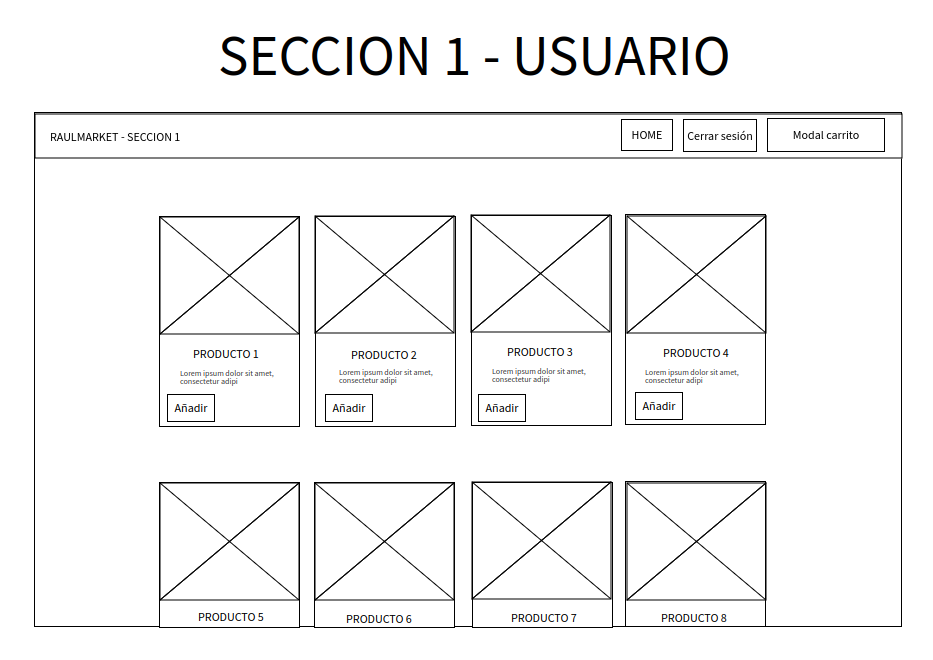 SECCION 1 - USUARIO
RAULMARKET - SECCION 1
HOME
Cerrar sesión
Modal carrito
PRODUCTO 1
Lorem ipsum dolor sit amet,
consectetur adipi
Añadir
PRODUCTO 2
Lorem ipsum dolor sit amet,
consectetur adipi
Añadir
PRODUCTO 3
Lorem ipsum dolor sit amet,
consectetur adipi
Añadir
PRODUCTO 4
Lorem ipsum dolor sit amet,
consectetur adipi
Añadir
PRODUCTO 5
PRODUCTO 6
PRODUCTO 7
PRODUCTO 8